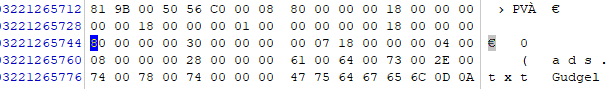 03221265712 81 9B 00 50 56 C0 00 08 80 00 00 00 18 00 00 00 › PVÀ €
03221265728 00 00 18 00 00 00 01 00 00 00 00 00 18 00 00 00
03221265744 80 00 00 00 30 00 00 00 00 07 18 00 00 00 04 00 € 0
03221265760 08 00 00 00 28 00 00 00 61 00 64 00 73 00 2E 00 ( a d s .
03221265776 74 00 78 00 74 00 00 00 47 75 64 67 65 6C 0D 0A t x t Gudgel